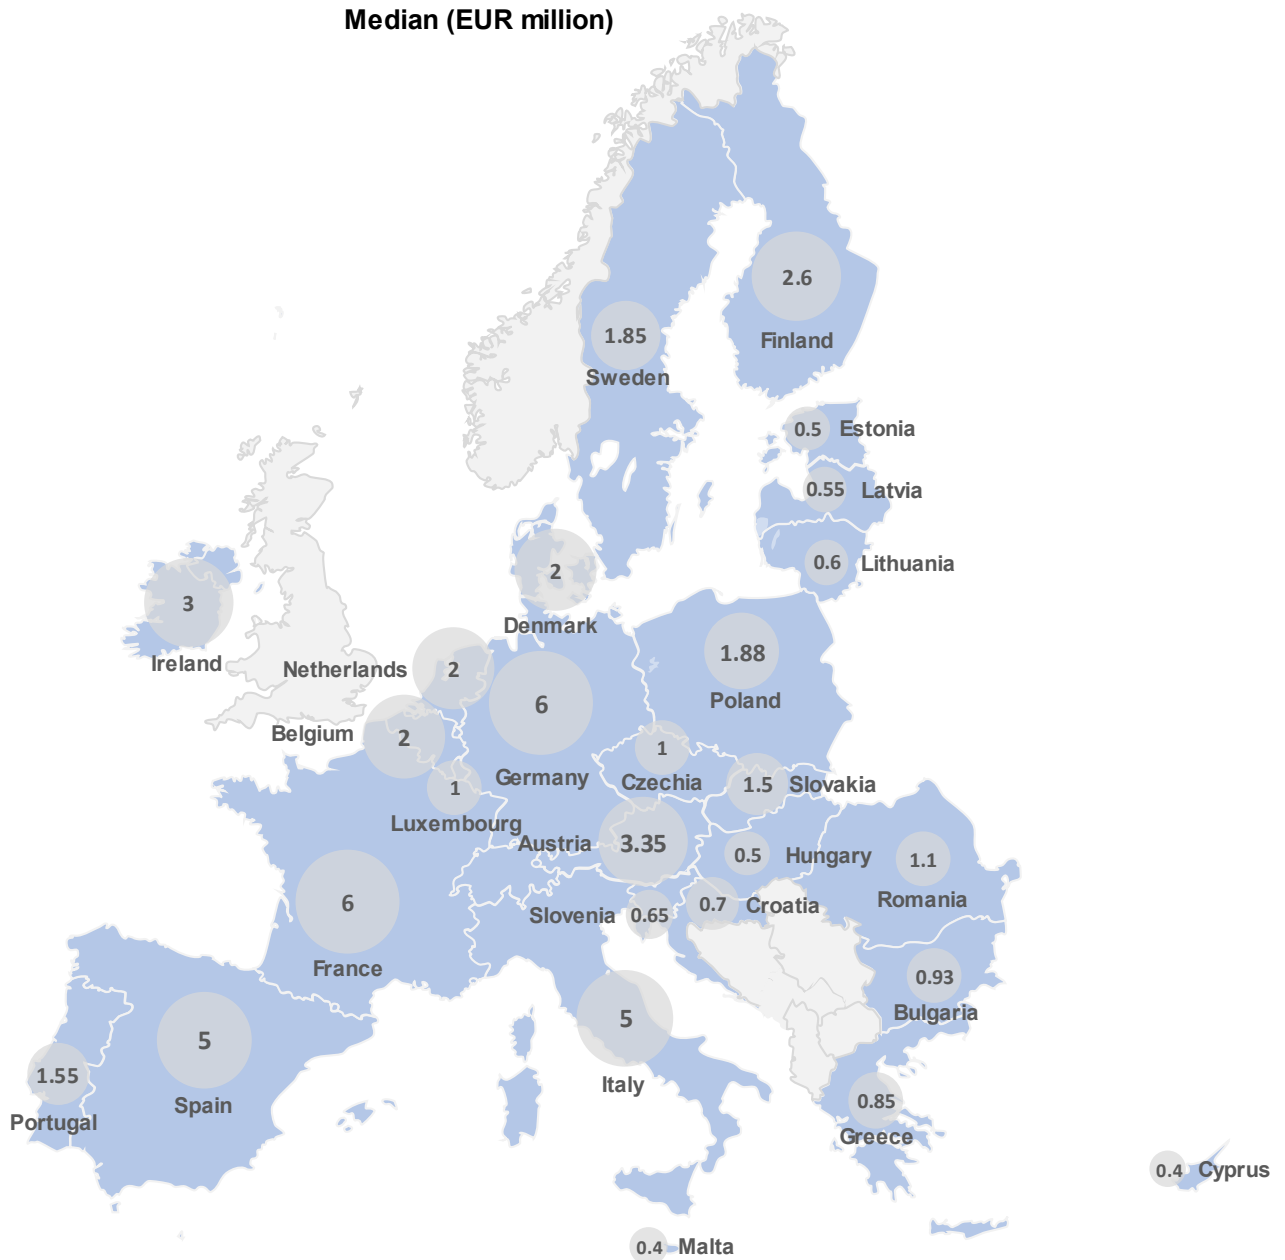 Median (EUR million)
2.6
Finland
1.85
Sweden
0.5 Estonia
0.55 Latvia
0.6 Lithuania
2
Denmark
3
Ireland
Netherlands 2
1.88
Poland
6
Germany
Belgium 2
1
Czechia
1.5 Slovakia
1
Luxembourg
Austria 3.35
0.5 Hungary
1.1
Romania
6
France
Slovenia 0.65
0.7 Croatia
0.93
Bulgaria
5
Italy
5
Spain
1.55
Portugal
0.85
Greece
0.4 Cyprus
0.4 Malta